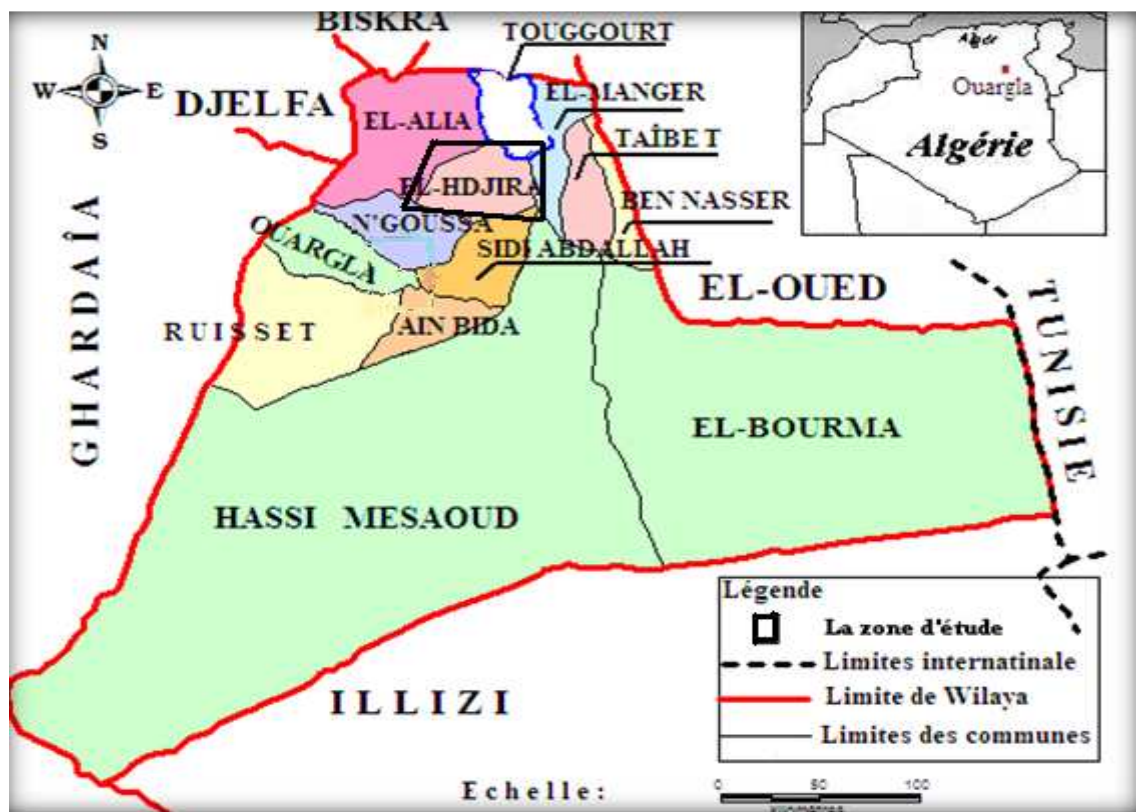 BISKRA
TOUGGOURT
N
W E
S
DJELFA
EL-ALIA
EL-MANGER
TAÎBET
EL-HDJIRA
BEN NASSER
N'GOUSSA
OUARGLA
SIDI ABDALLAH
EL-OUED
RUISSET
AIN BIDA
GHARDAÎA
TUNISIE
EL-BOURMA
HASSI MESAOUD
ILLIZI
Ouargla
Algérie
Légende
La zone d'étude
Limites internatinale
Limite de Wilaya
Limites des communes
Echelle:
0 50 100